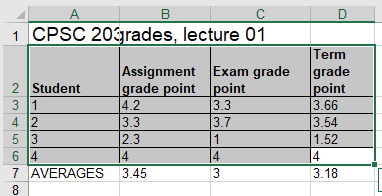 A B C D
1 CPSC 203 grades, lecture 01
2 Student Assignment grade point Exam grade point Term grade point
3 1 4.2 3.3 3.66
4 2 3.3 3.7 3.54
5 3 2.3 1 1.52
6 4 4 4 4
7 AVERAGES 3.45 3 3.18
8